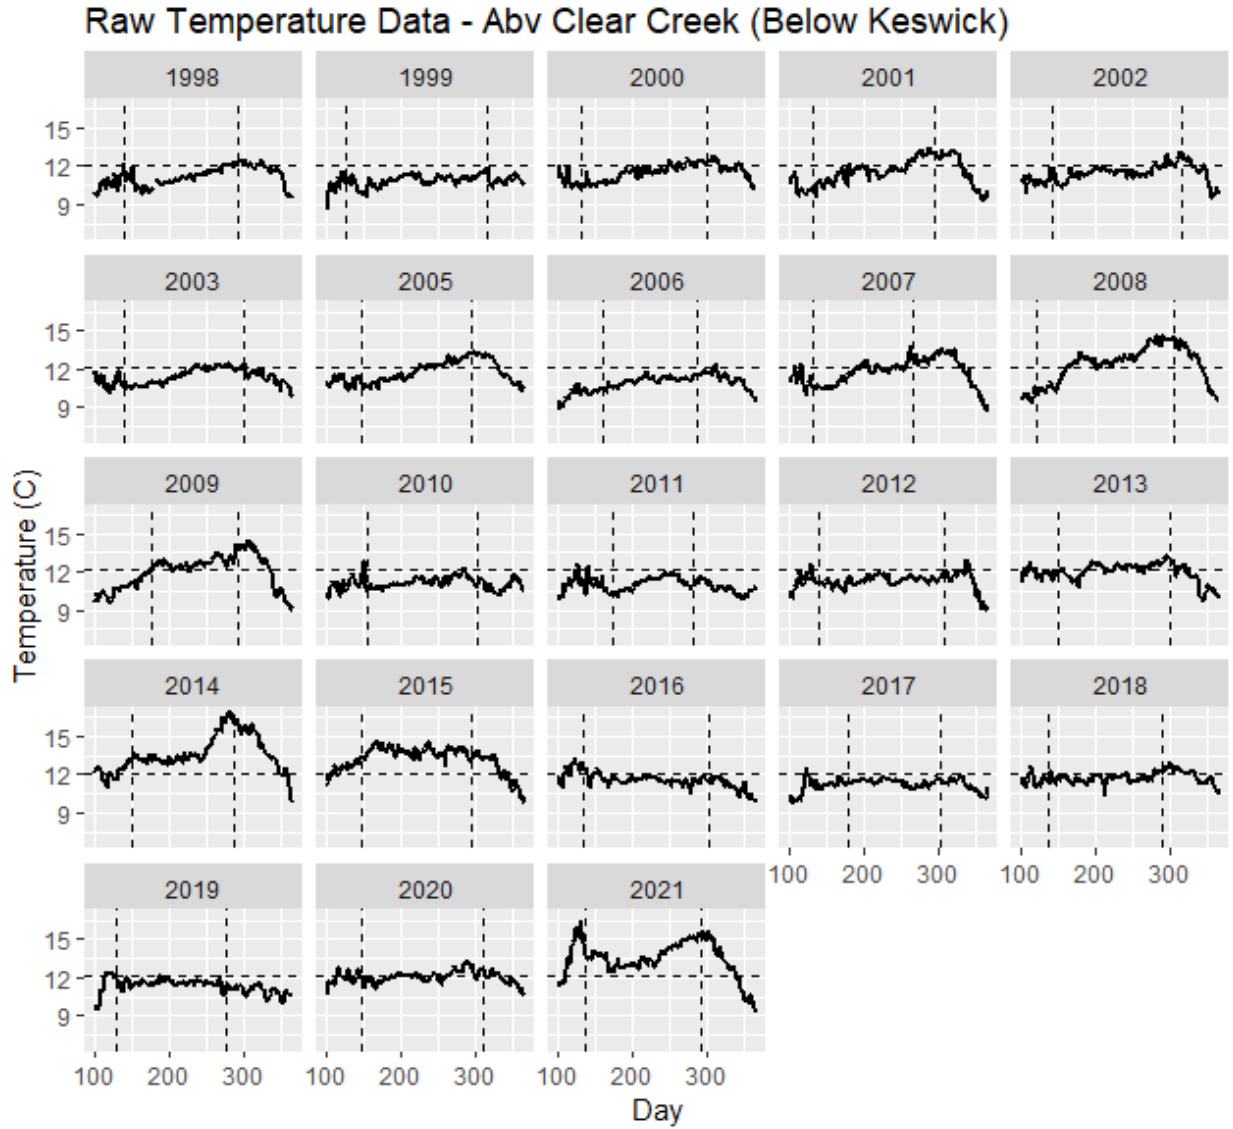 Raw Temperature Data - Abv Clear Creek (Below Keswick)
1998 1999 2000 2001 2002
15
12
9
2003 2005 2006 2007 2008
15
12
9
2009 2010 2011 2012 2013
15
12
9
2014 2015 2016 2017 2018
15
12
9
100 200 300 100 200 300
2019 2020 2021
15
12
9
100 200 300 100 200 300 100 200 300
Temperature (C)
Day